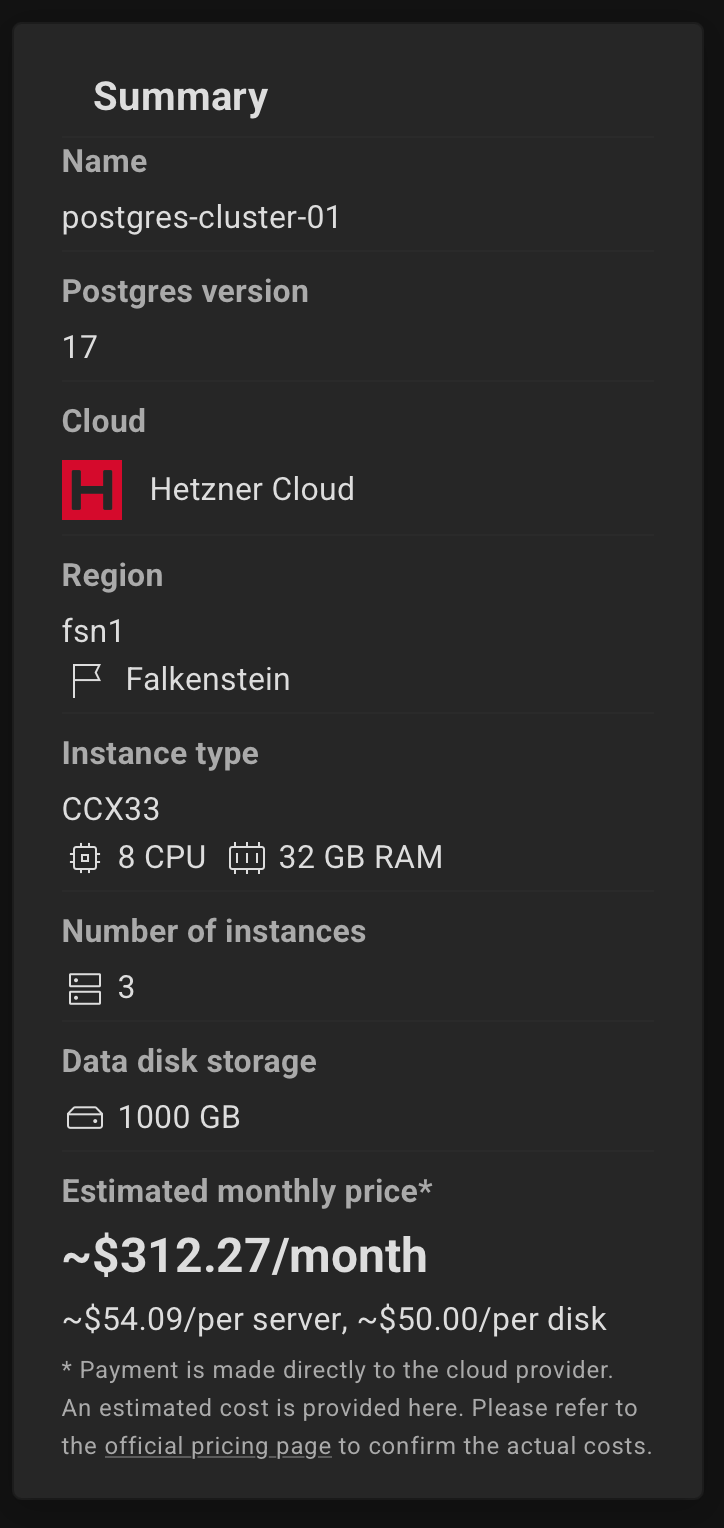 Summary
Name
postgres-cluster-01
Postgres version
17
Cloud
Hetzner Cloud
Region
fsn1
Falkenstein
Instance type
CCX33
8 CPU 32 GB RAM
Number of instances
3
Data disk storage
1000 GB
Estimated monthly price*
~$312.27/month
~$54.09/per server, ~$50.00/per disk
* Payment is made directly to the cloud provider.
An estimated cost is provided here. Please refer to
the official pricing page to confirm the actual costs.